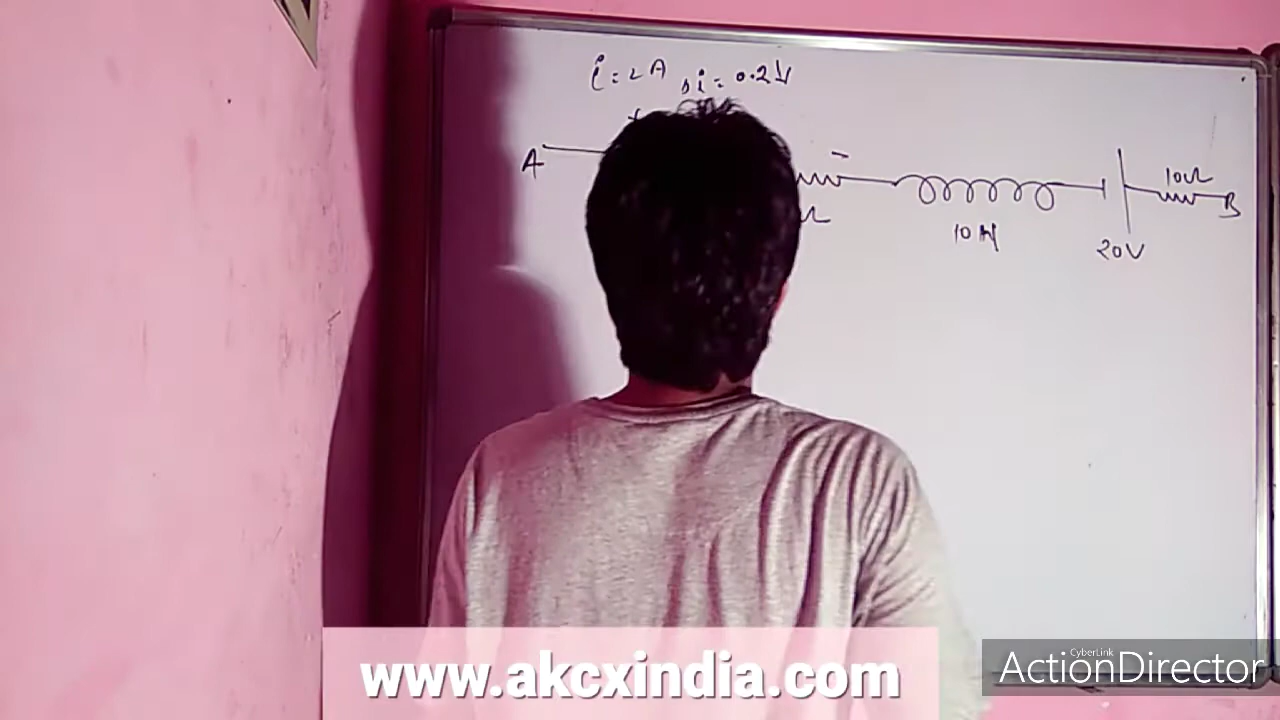 i = 2A
A
10Ω
B
10 H
20V
www.akcxindia.com
CyberLink
ActionDirector